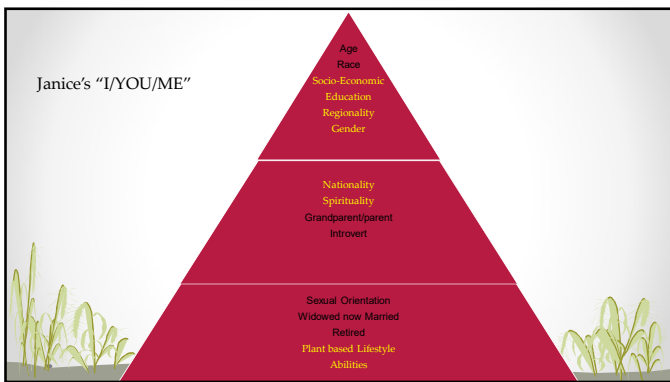 Janice's “I/YOU/ME”
Age
Race
Socio-Economic
Education
Regionality
Gender
Nationality
Spirituality
Grandparent/parent
Introvert
Sexual Orientation
Widowed now Married
Retired
Plant based Lifestyle
Abilities